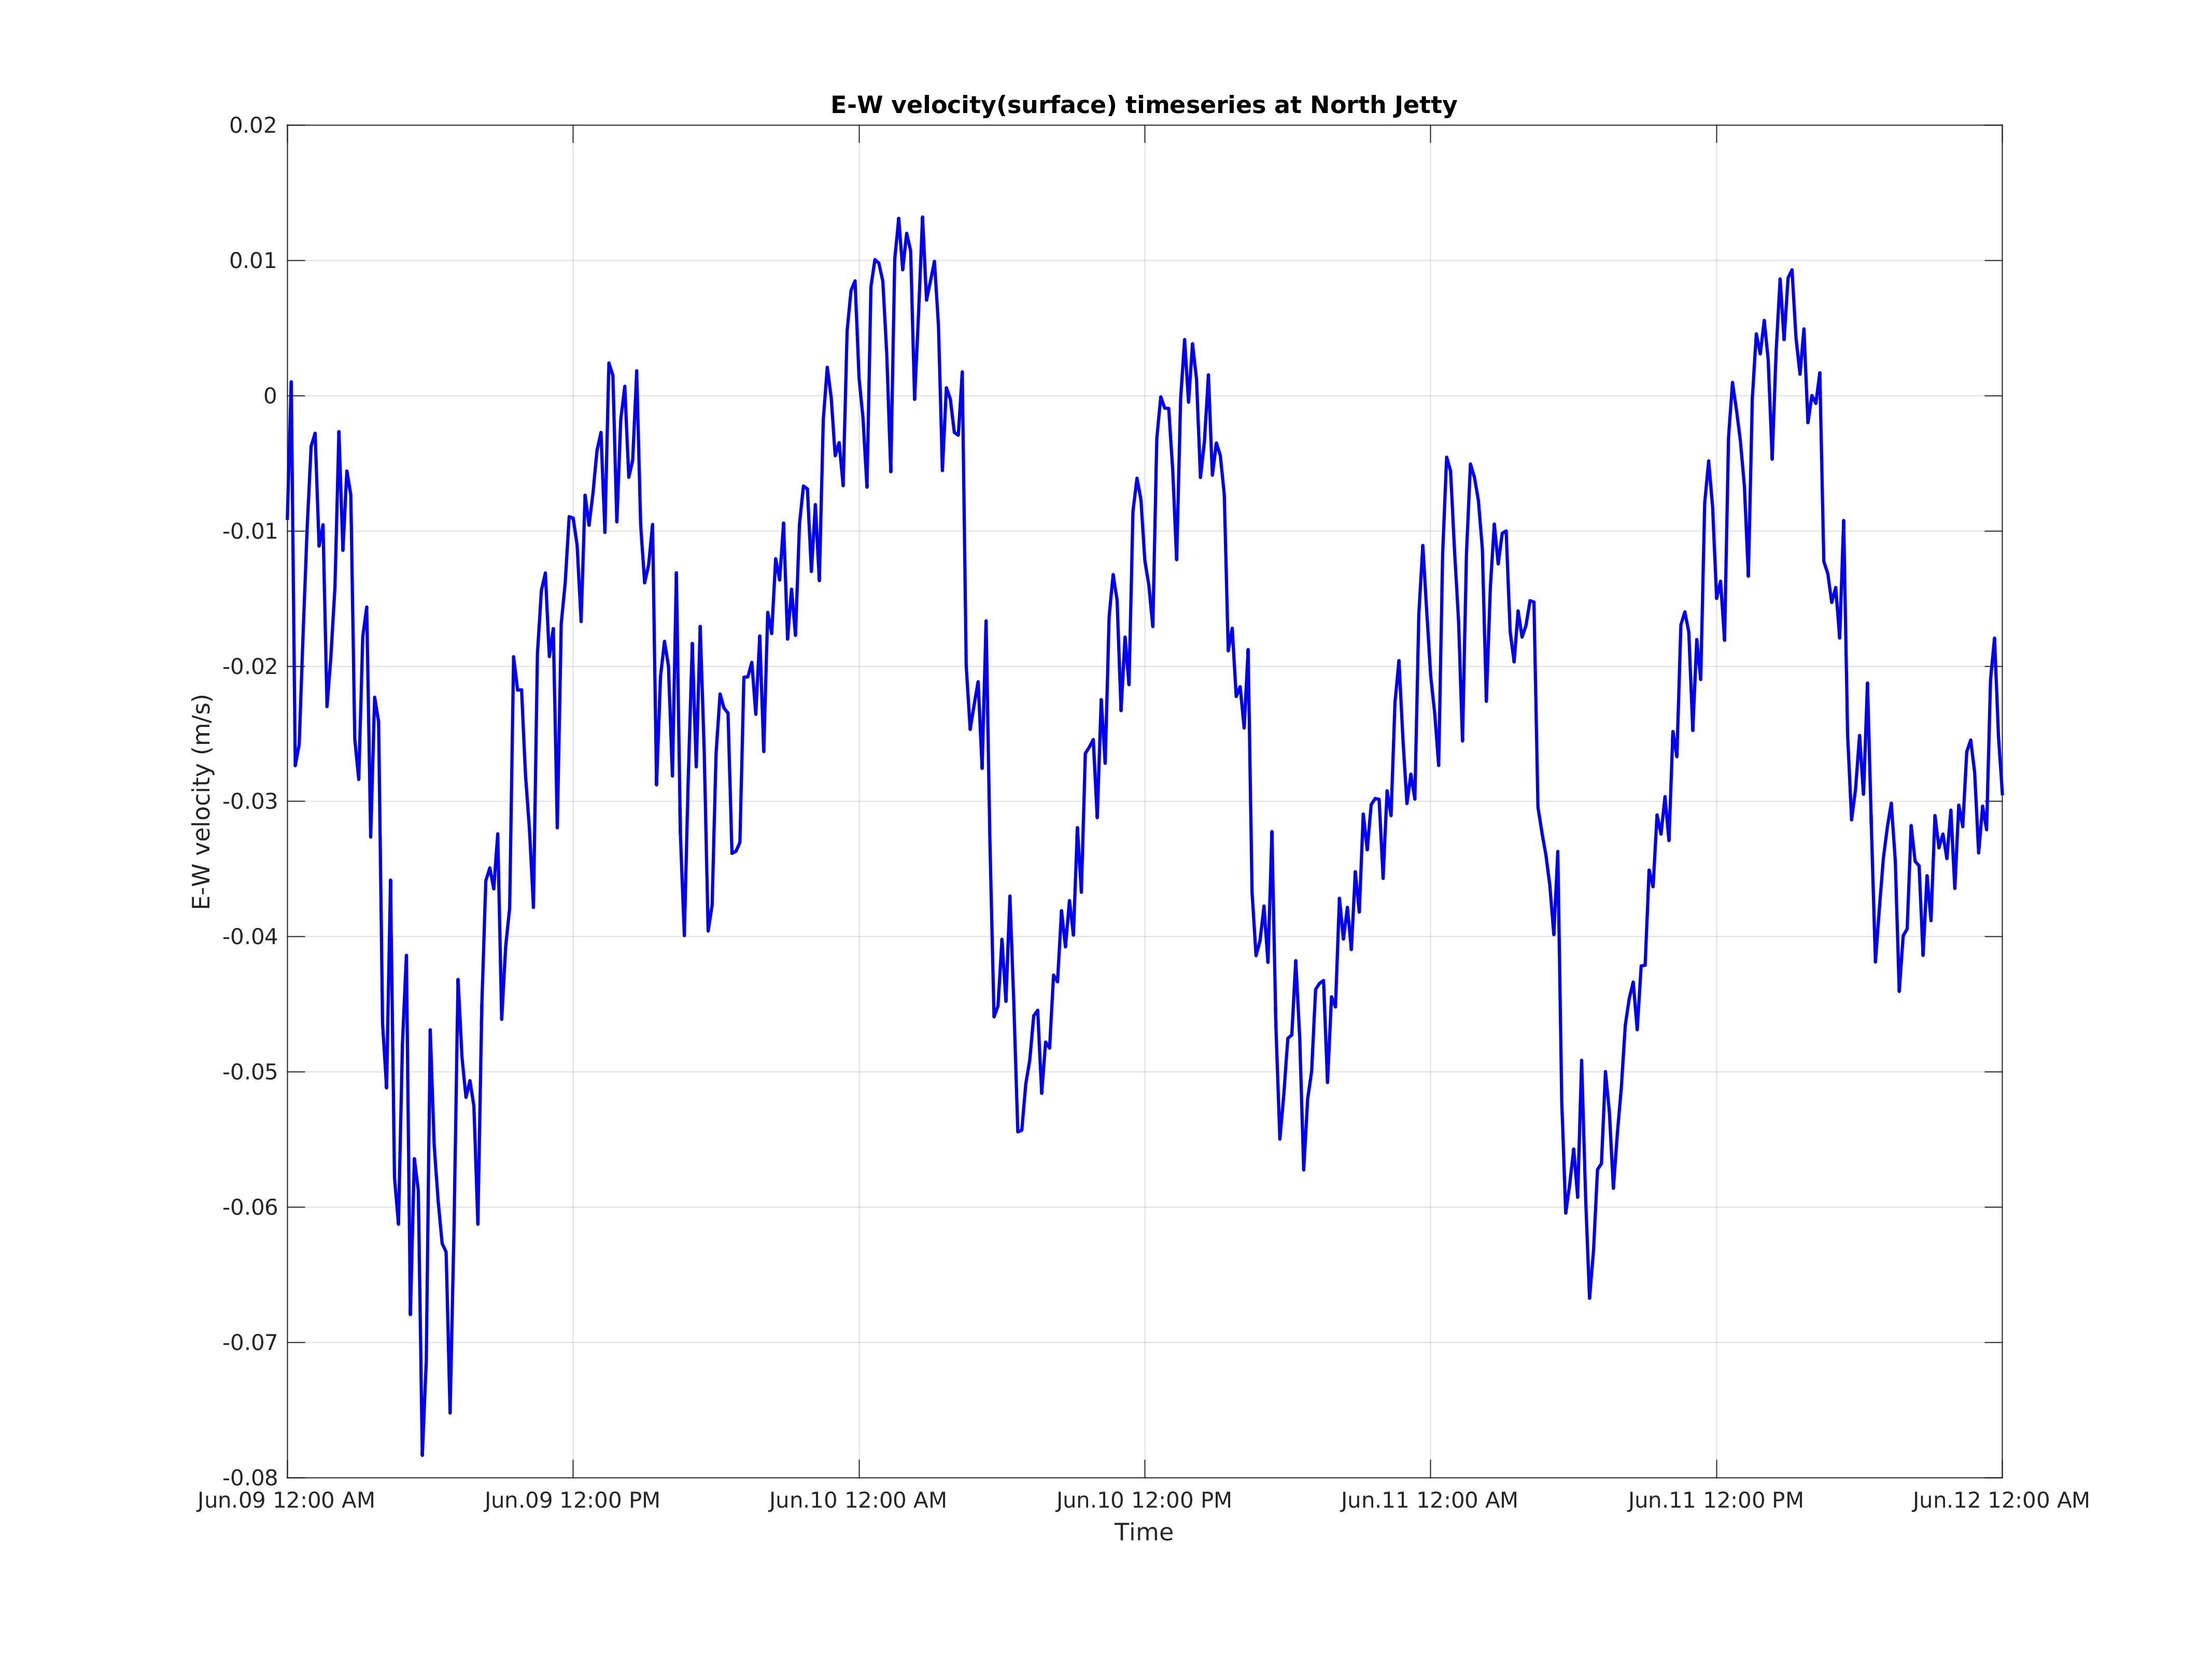 E-W velocity(surface) timeseries at North Jetty
0.02
0.01
0
-0.01
-0.02
-0.03
-0.04
-0.05
-0.06
-0.07
-0.08
E-W velocity (m/s)
Jun.09 12:00 AM
Jun.09 12:00 PM
Jun.10 12:00 AM
Jun.10 12:00 PM
Jun.11 12:00 AM
Jun.11 12:00 PM
Jun.12 12:00 AM
Time